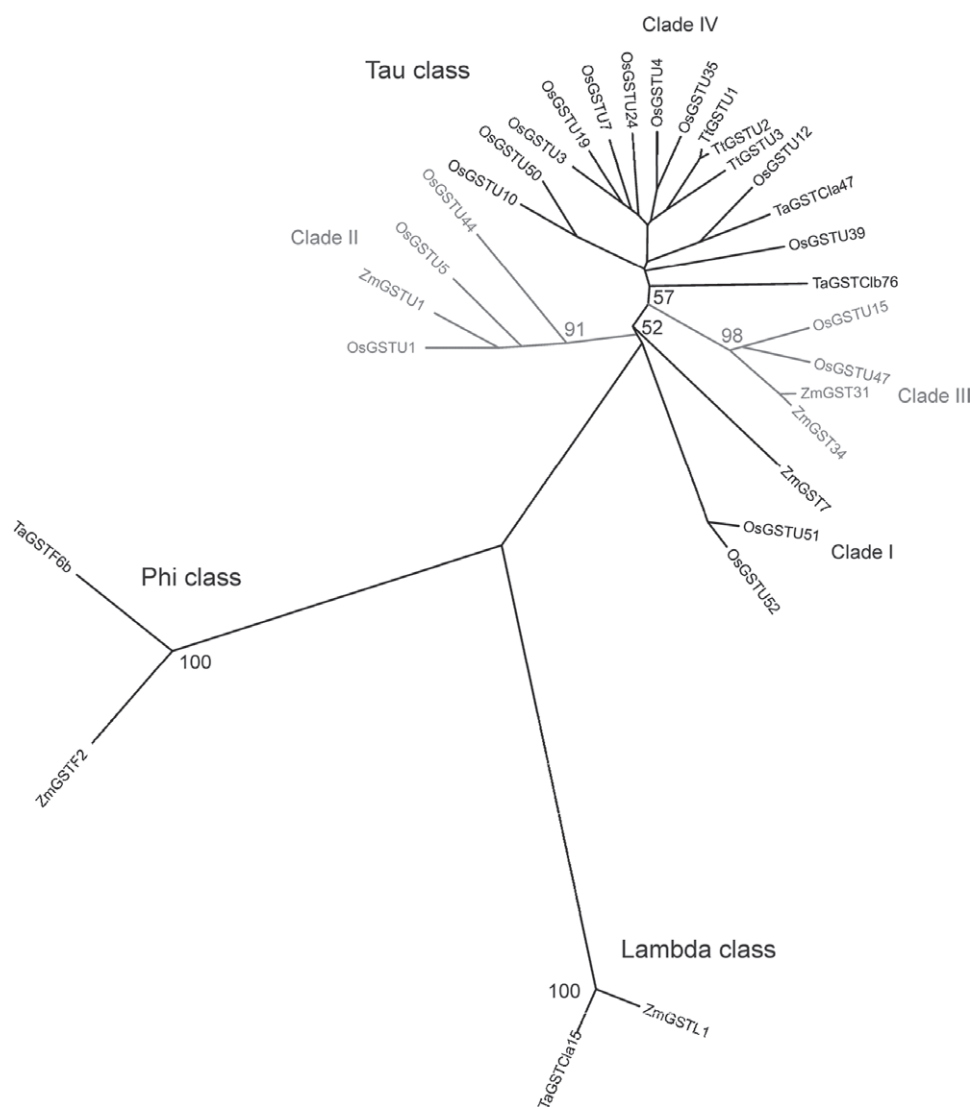 Clade IV
Tau class
OsGSTU10
OsGSTU50
OsGSTU3
OsGSTU19
OsGSTU7
OsGSTU24
OsGSTU4
OsGSTU35
TtGSTU1
TtGSTU2
TtGSTU3
OsGSTU12
TaGSTCla47
OsGSTU39
TaGSTClb76
57
52
Clade II
OsGSTU44
OsGSTU5
ZmGSTU1
OsGSTU1
91
98
OsGSTU15
OsGSTU47
ZmGST31
Clade III
ZmGST34
ZmGST7
OsGSTU51
Clade I
OsGSTU52
TaGSTF6b
Phi class
100
ZmGSTF2
Lambda class
100
ZmGSTL1
TaGSTCla15